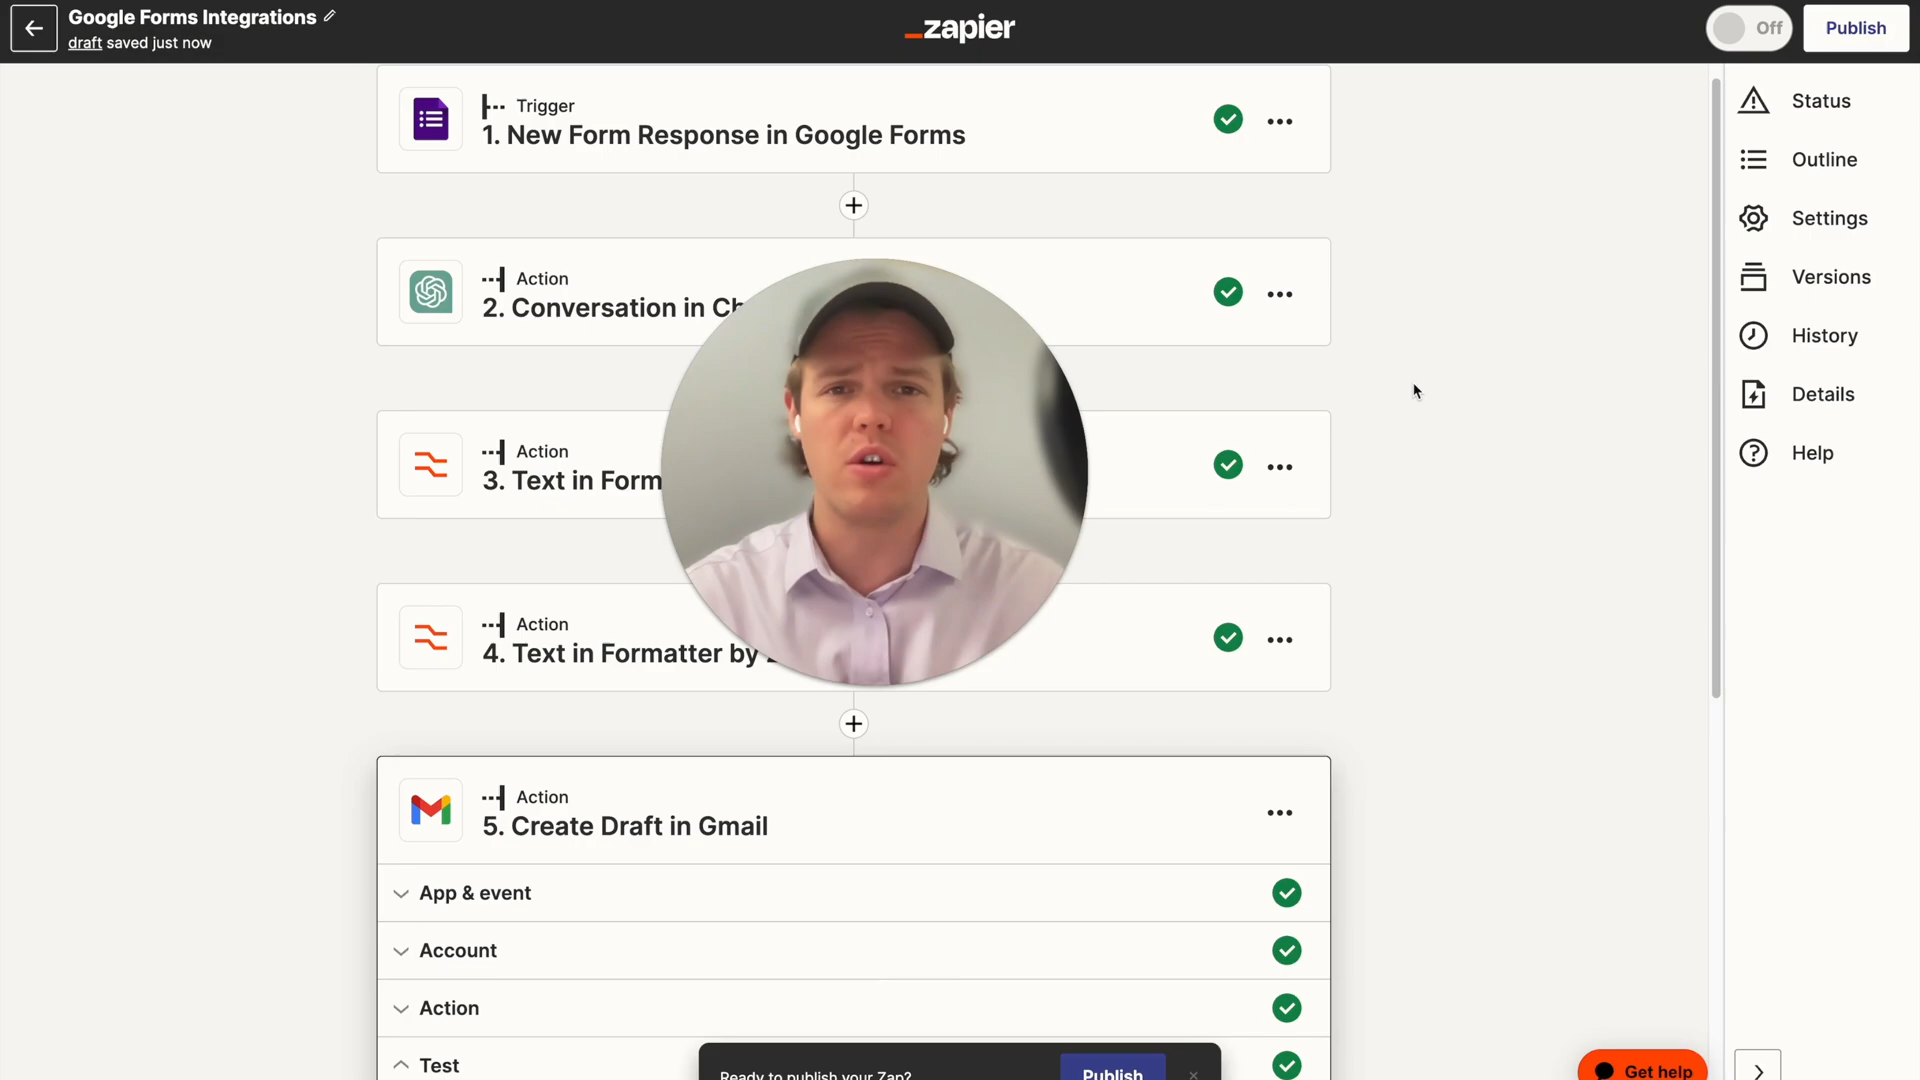 Google Forms Integrations
draft saved just now
zapier
Off
Publish
Trigger
1. New Form Response in Google Forms
Action
2. Conversation in
Action
3. Text in
Action
4. Text in Formatter by
Action
5. Create Draft in Gmail
App & event
Account
Action
Test
Ready to publish your Zap?
Publish
Status
Outline
Settings
Versions
History
Details
Help
Get help